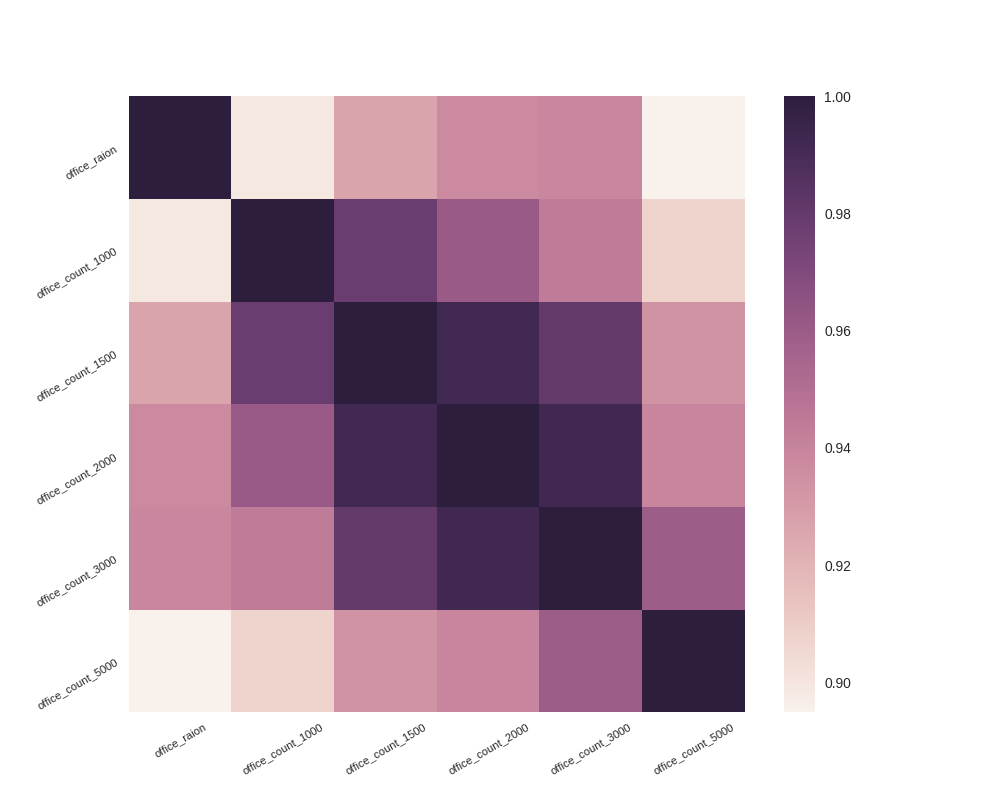 1.00
office_raion
0.98
office_count_1000
0.96
office_count_1500
0.94
office_count_2000
0.92
office_count_3000
0.90
office_count_5000
office_raion
office_count_1000
office_count_1500
office_count_2000
office_count_3000
office_count_5000